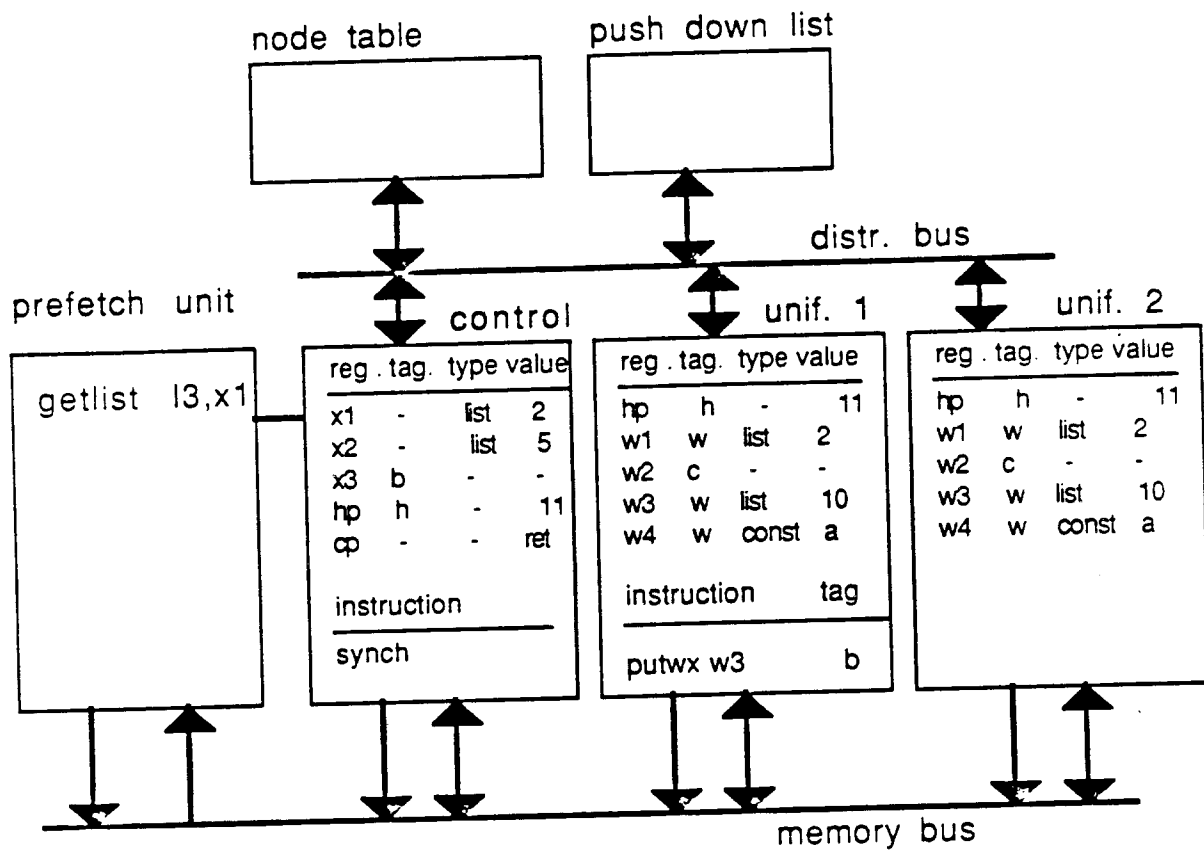 node table
push down list
distr. bus
prefetch unit
getlist l3,x1
control
reg . tag. type value
x1 - list 2
x2 - list 5
x3 b - -
hp h - 11
cp - - ret
instruction
synch
unif. 1
reg . tag. type value
hp h - 11
w1 w list 2
w2 c - -
w3 w list 10
w4 w const a
instruction tag
putwx w3 b
unif. 2
reg . tag. type value
hp h - 11
w1 w list 2
w2 c - -
w3 w list 10
w4 w const a
memory bus